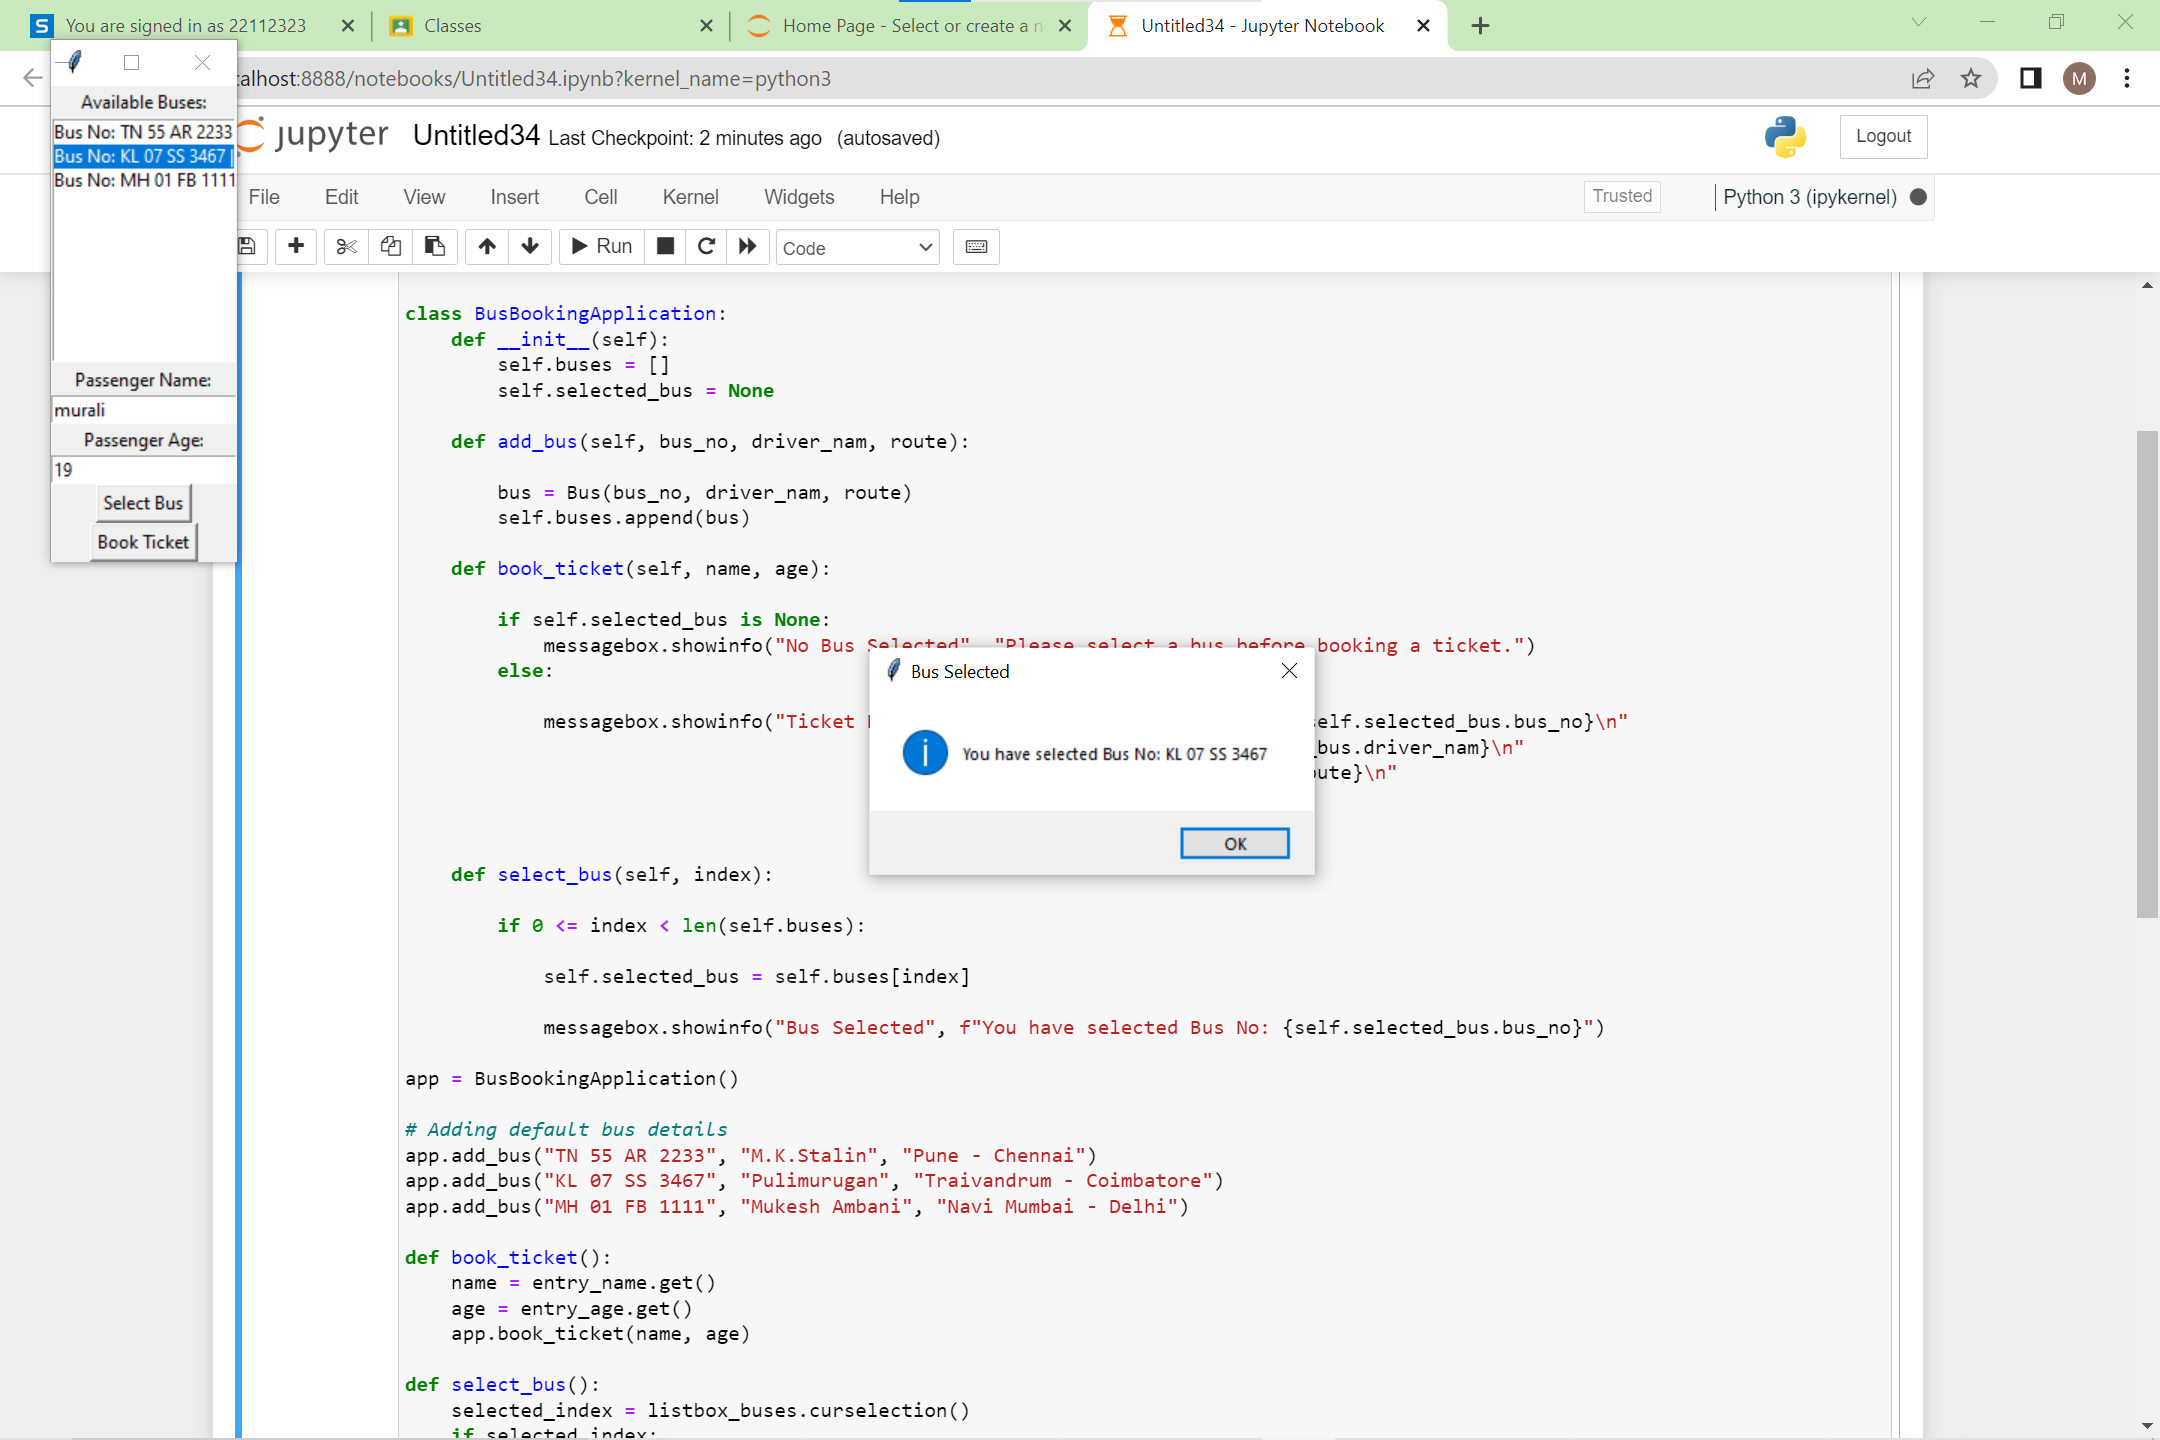 You are signed in as 22112323
Classes
Home Page - Select or create a n
Untitled34 - Jupyter Notebook
alhost:8888/notebooks/Untitled34.ipynb?kernel_name=python3
M
Available Buses:
Bus No: TN 55 AR 2233
Bus No: KL 07 SS 3467
Bus No: MH 01 FB 1111
Passenger Name:
murali
Passenger Age:
19
Select Bus
Book Ticket
jupyter Untitled34 Last Checkpoint: 2 minutes ago (autosaved)
Logout
File Edit View Insert Cell Kernel Widgets Help
Trusted
Python 3 (ipykernel)
Run
Code
class BusBookingApplication:
def __init__(self):
self.buses = []
self.selected_bus = None
def add_bus(self, bus_no, driver_nam, route):
bus = Bus(bus_no, driver_nam, route)
self.buses.append(bus)
def book_ticket(self, name, age):
if self.selected_bus is None:
messagebox.showinfo("No Bus Selected", "Please select a bus before booking a ticket.")
else:
messagebox.showinfo("Ticket
self.selected_bus.bus_no}\n"
_bus.driver_nam}\n"
ute}\n"
Bus Selected
You have selected Bus No: KL 07 SS 3467
OK
def select_bus(self, index):
if 0 <= index < len(self.buses):
self.selected_bus = self.buses[index]
messagebox.showinfo("Bus Selected", f"You have selected Bus No: {self.selected_bus.bus_no}")
app = BusBookingApplication()
# Adding default bus details
app.add_bus("TN 55 AR 2233", "M.K.Stalin", "Pune - Chennai")
app.add_bus("KL 07 SS 3467", "Pulimurugan", "Traivandrum - Coimbatore")
app.add_bus("MH 01 FB 1111", "Mukesh Ambani", "Navi Mumbai - Delhi")
def book_ticket():
name = entry_name.get()
age = entry_age.get()
app.book_ticket(name, age)
def select_bus():
selected_index = listbox_buses.curselection()
if selected_index: